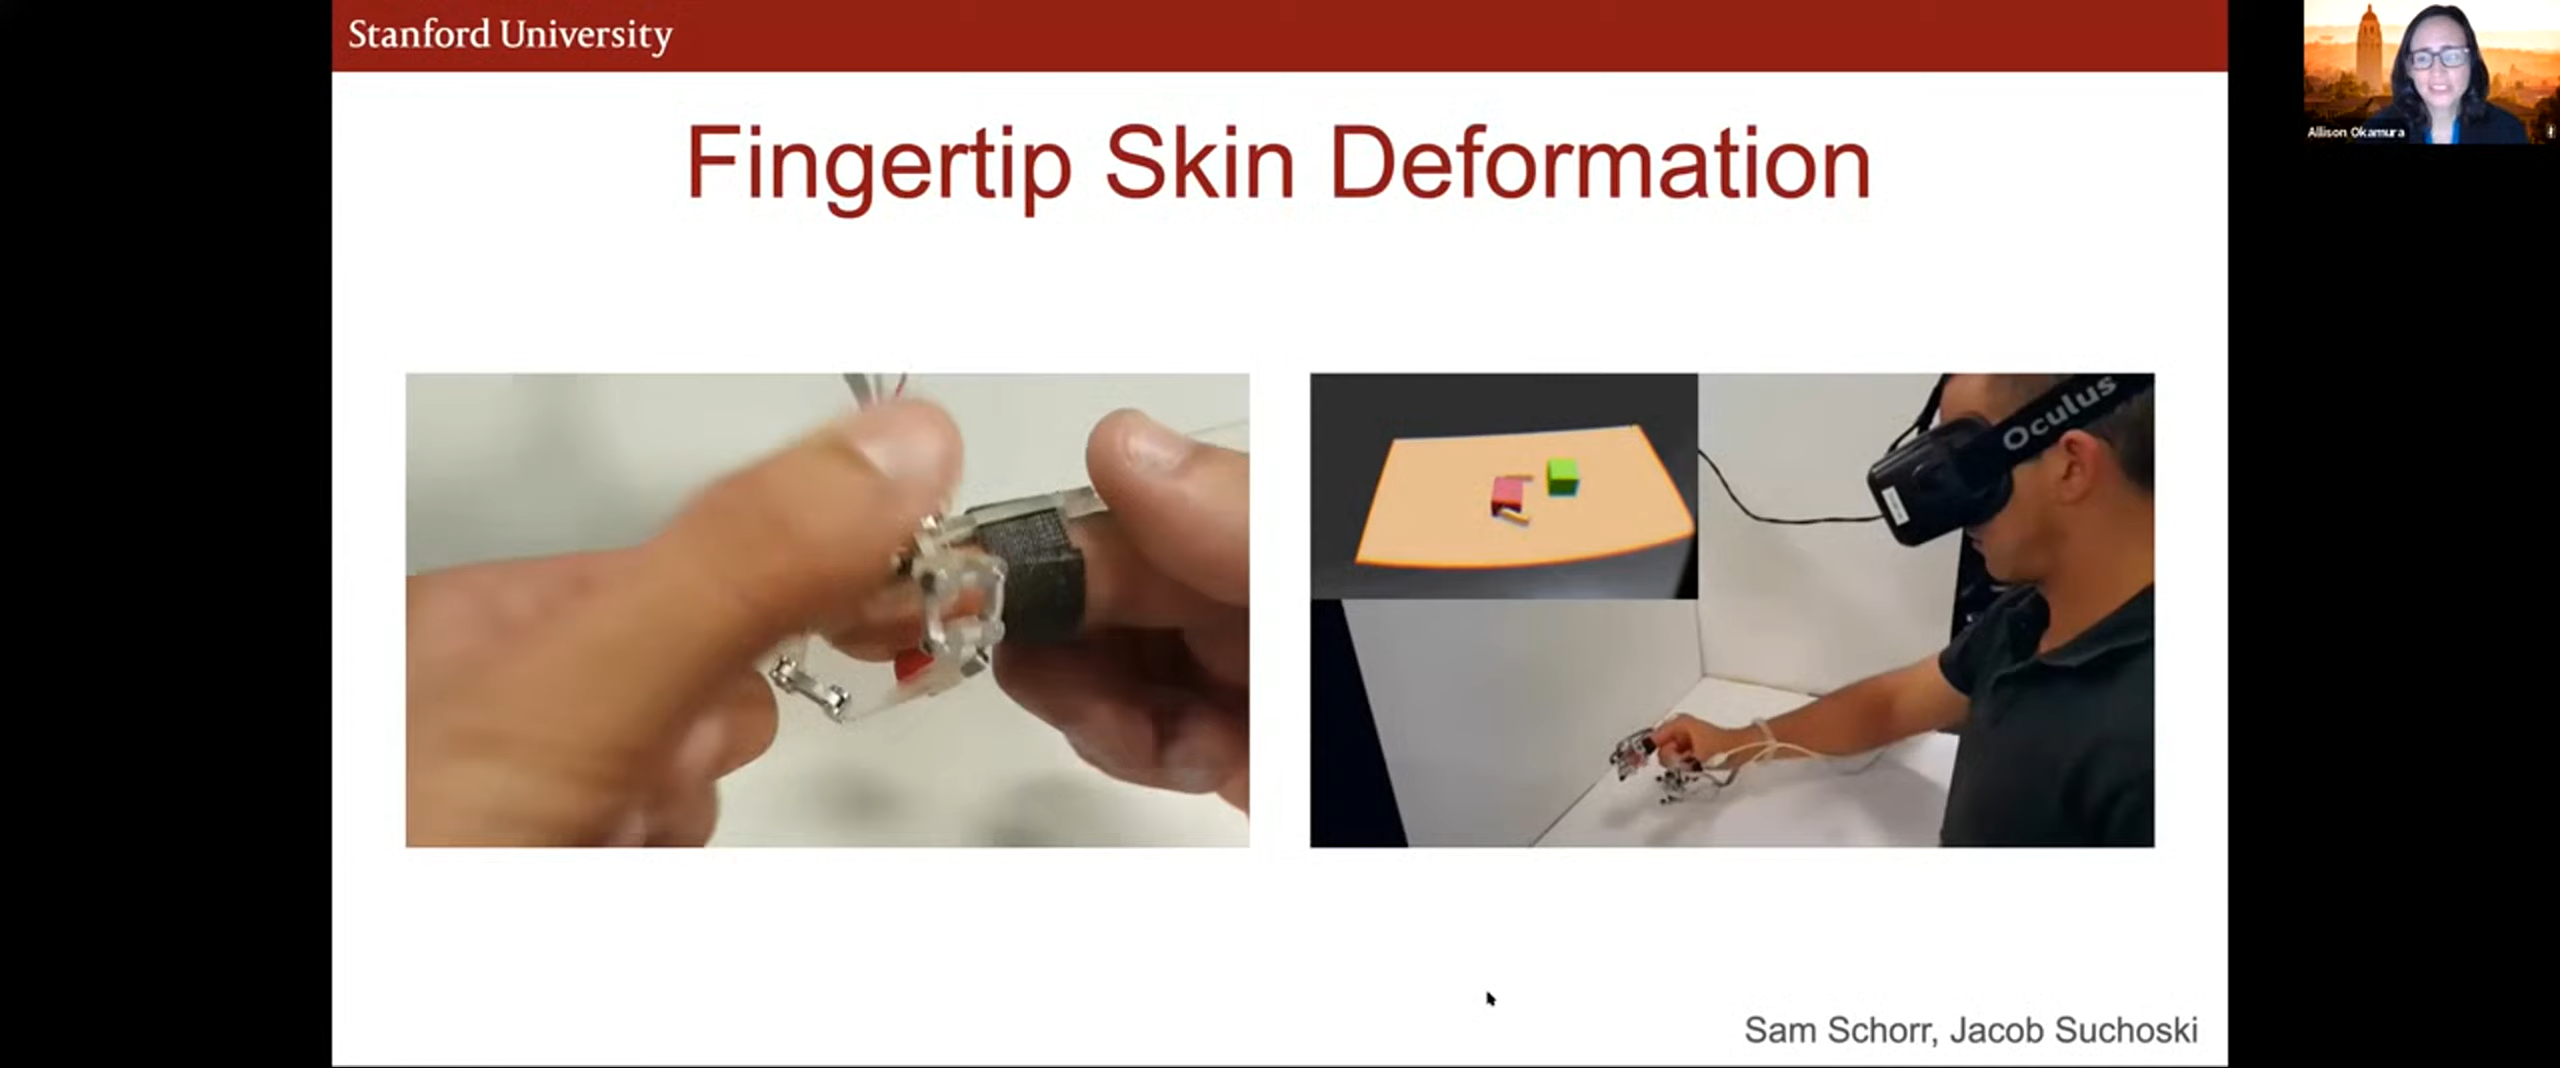 Stanford University
Allison Okamura
Fingertip Skin Deformation
Oculus
Sam Schorr, Jacob Suchoski